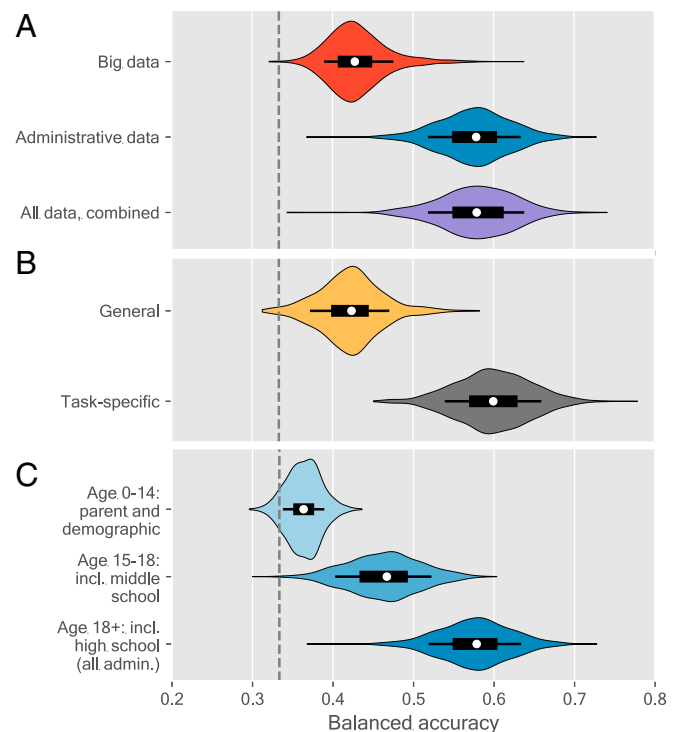 A
Big data
Administrative data
All data, combined
B
General
Task-specific
C
Age 0-14:
parent and
demographic
Age 15-18:
incl. middle
school
Age 18+: incl.
high school
(all admin.)
0.2 0.3 0.4 0.5 0.6 0.7 0.8
Balanced accuracy